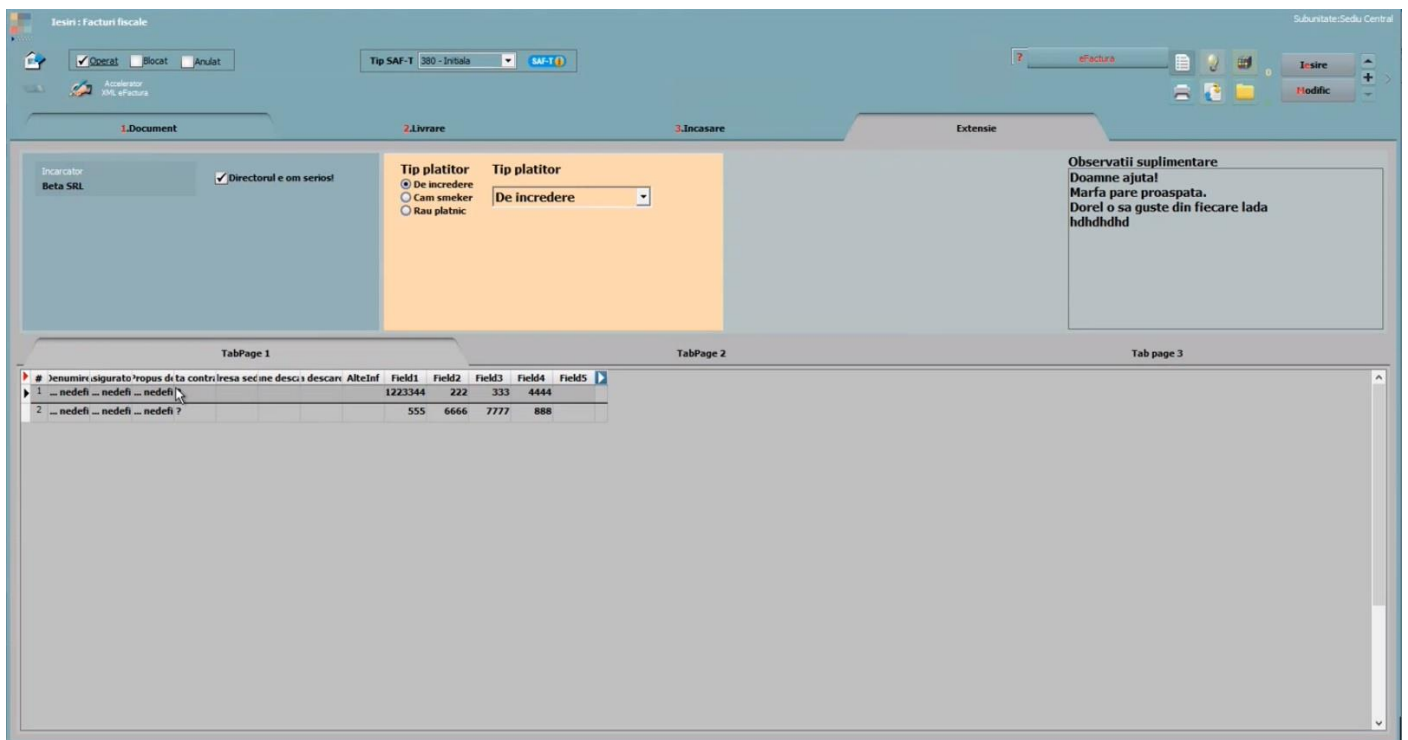 Iesiri : Facturi fiscale
Subunitate:Sediu Central
Operat Blocat Anulat
Tip SAF-T 380 - Initiala SAF-T
? eFactura
0
Iesire
Accelerator
XML eFactura
Modific
1.Document 2.Livrare 3.Incasare Extensie
Incarcator
Beta SRL
Directorul e om serios!
Tip platitor
De incredere
Cam smeker
Rau platnic
Tip platitor
De incredere
Observatii suplimentare
Doamne ajuta!
Marfa pare proaspata.
Dorel o sa guste din fiecare lada
hdhdhdhd
TabPage 1 TabPage 2 Tab page 3
# AlteInf Field1 Field2 Field3 Field4 Field5
1 ... nedefi ... nedefi ... nedefi 1223344 222 333 4444
2 ... nedefi ... nedefi ... nedefi ? 555 6666 7777 888